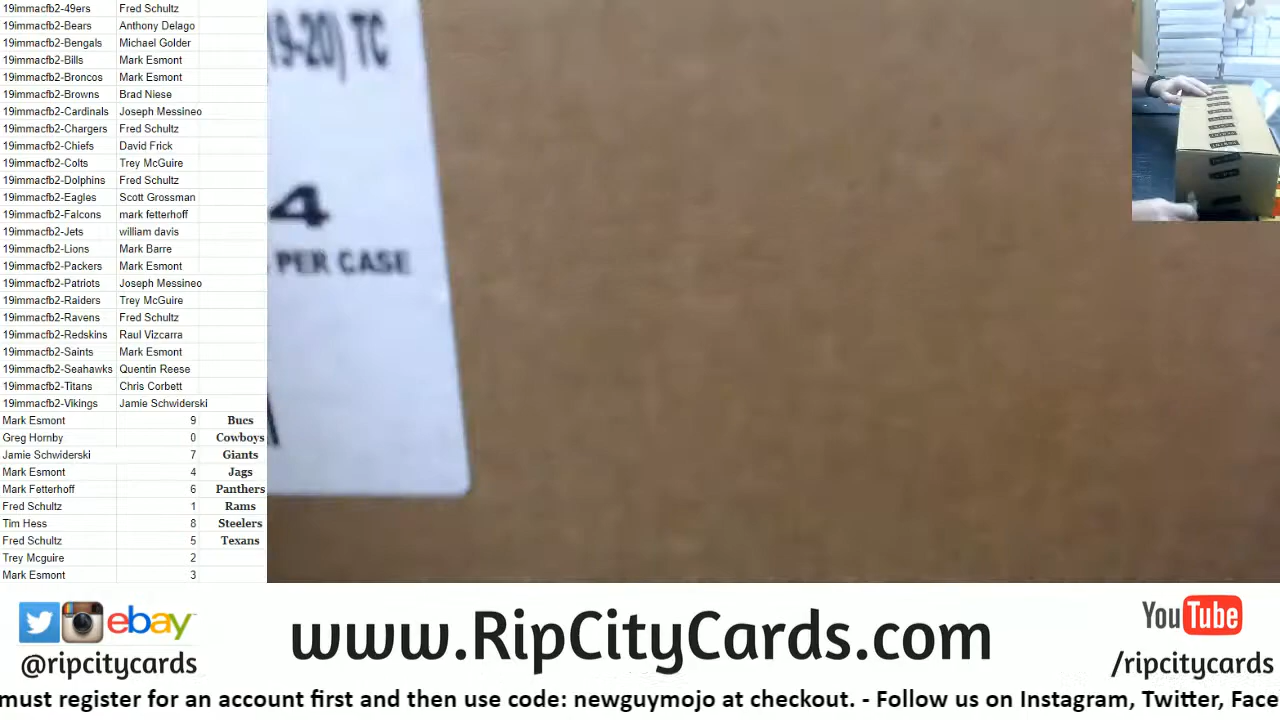 19immacfb2-49ers Fred Schultz
19immacfb2-Bears Anthony Delago
19immacfb2-Bengals Michael Golder
19immacfb2-Bills Mark Esmont
19immacfb2-Broncos Mark Esmont
19immacfb2-Browns Brad Niese
19immacfb2-Cardinals Joseph Messineo
19immacfb2-Chargers Fred Schultz
19immacfb2-Chiefs David Frick
19immacfb2-Colts Trey McGuire
19immacfb2-Dolphins Fred Schultz
19immacfb2-Eagles Scott Grossman
19immacfb2-Falcons mark fetterhoff
19immacfb2-Jets william davis
19immacfb2-Lions Mark Barre
19immacfb2-Packers Mark Esmont
19immacfb2-Patriots Joseph Messineo
19immacfb2-Raiders Trey McGuire
19immacfb2-Ravens Fred Schultz
19immacfb2-Redskins Raul Vizcarra
19immacfb2-Saints Mark Esmont
19immacfb2-Seahawks Quentin Reese
19immacfb2-Titans Chris Corbett
19immacfb2-Vikings Jamie Schwiderski
Mark Esmont 9 Bucs
Greg Hornby 0 Cowboys
Jamie Schwiderski 7 Giants
Mark Esmont 4 Jags
Mark Fetterhoff 6 Panthers
Fred Schultz 1 Rams
Tim Hess 8 Steelers
Fred Schultz 5 Texans
Trey Mcguire 2
Mark Esmont 3
19-20) TC
4
PER CASE
ebay
@ripcitycards
www.RipCityCards.com
YouTube
/ripcitycards
must register for an account first and then use code: newguymojo at checkout. - Follow us on Instagram, Twitter, Face